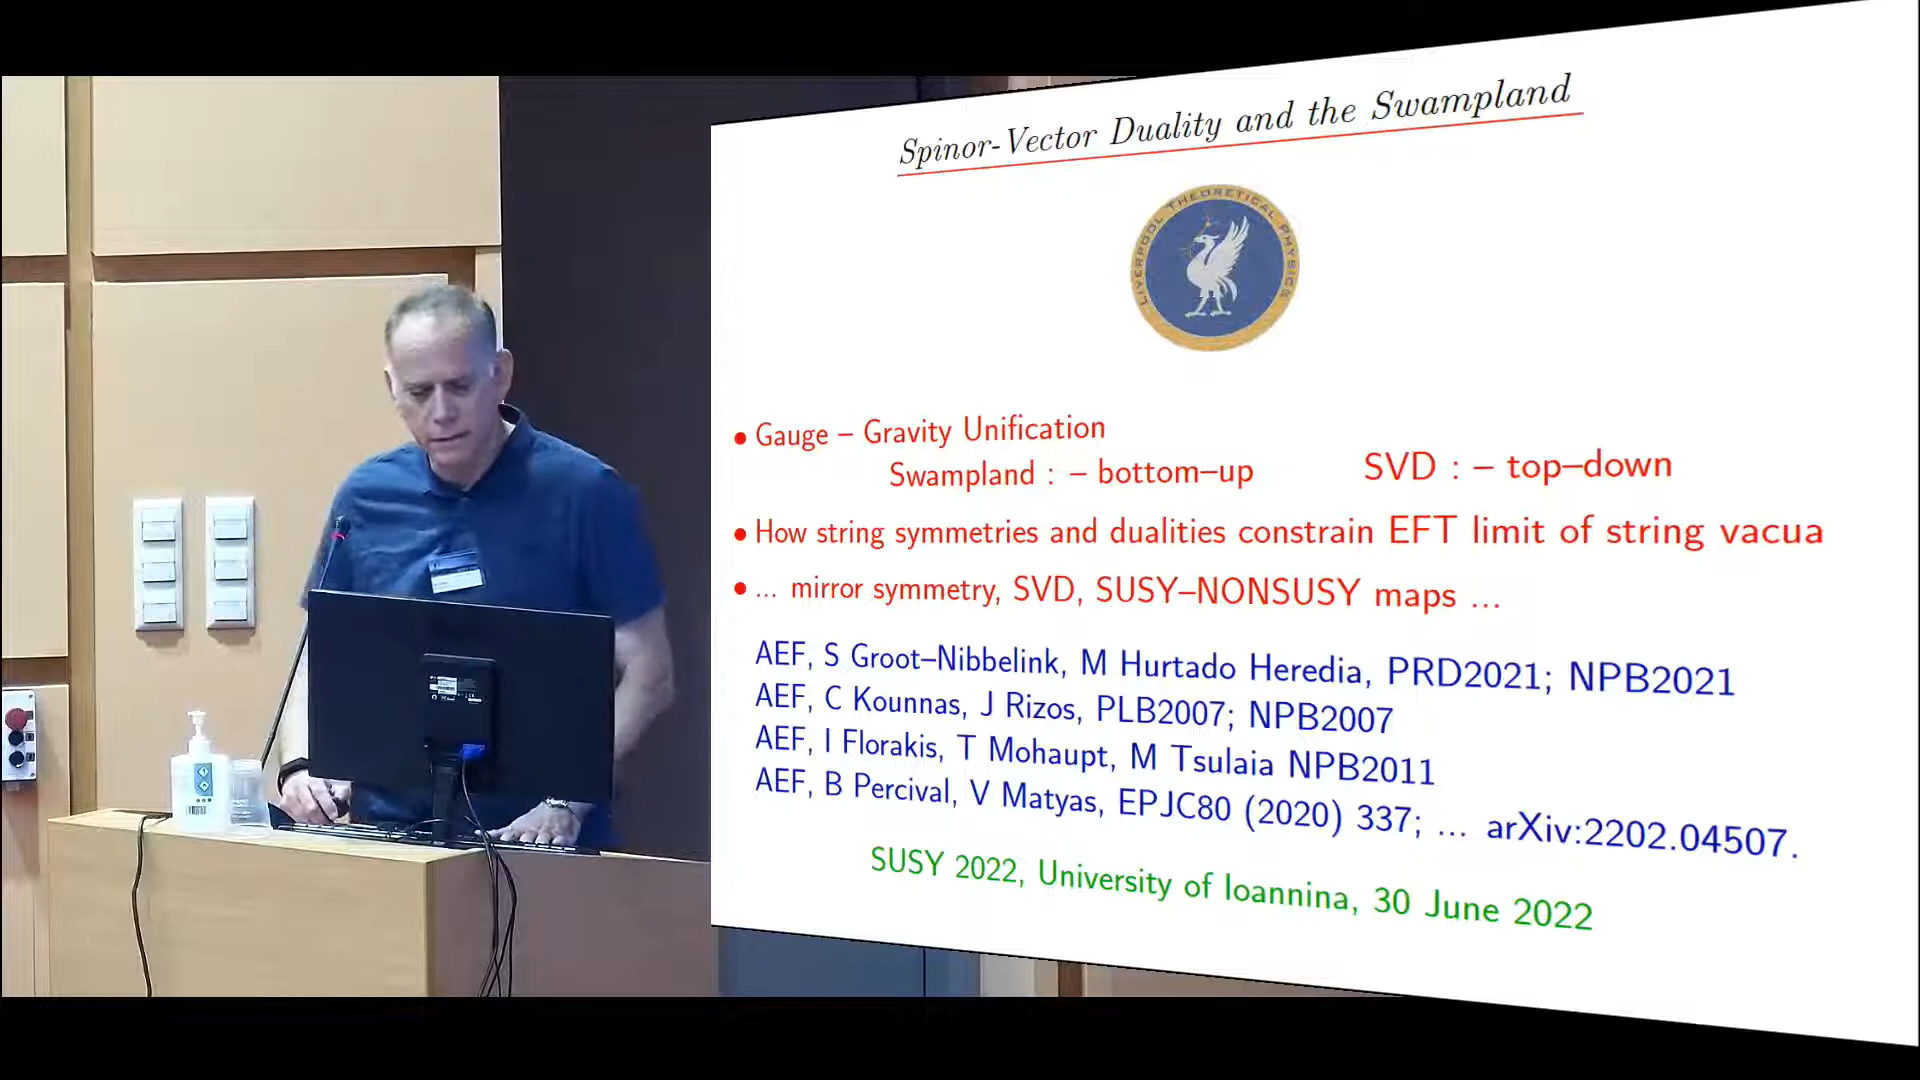 Spinor-Vector Duality and the Swampland
LIVERPOOL THEORETICAL PHYSICS
• Gauge – Gravity Unification
Swampland : – bottom–up SVD : – top–down
• How string symmetries and dualities constrain EFT limit of string vacua
• ... mirror symmetry, SVD, SUSY–NONSUSY maps ...
AEF, S Groot–Nibbelink, M Hurtado Heredia, PRD2021; NPB2021
AEF, C Kounnas, J Rizos, PLB2007; NPB2007
AEF, I Florakis, T Mohaupt, M Tsulaia NPB2011
AEF, B Percival, V Matyas, EPJC80 (2020) 337; ... arXiv:2202.04507.
SUSY 2022, University of Ioannina, 30 June 2022